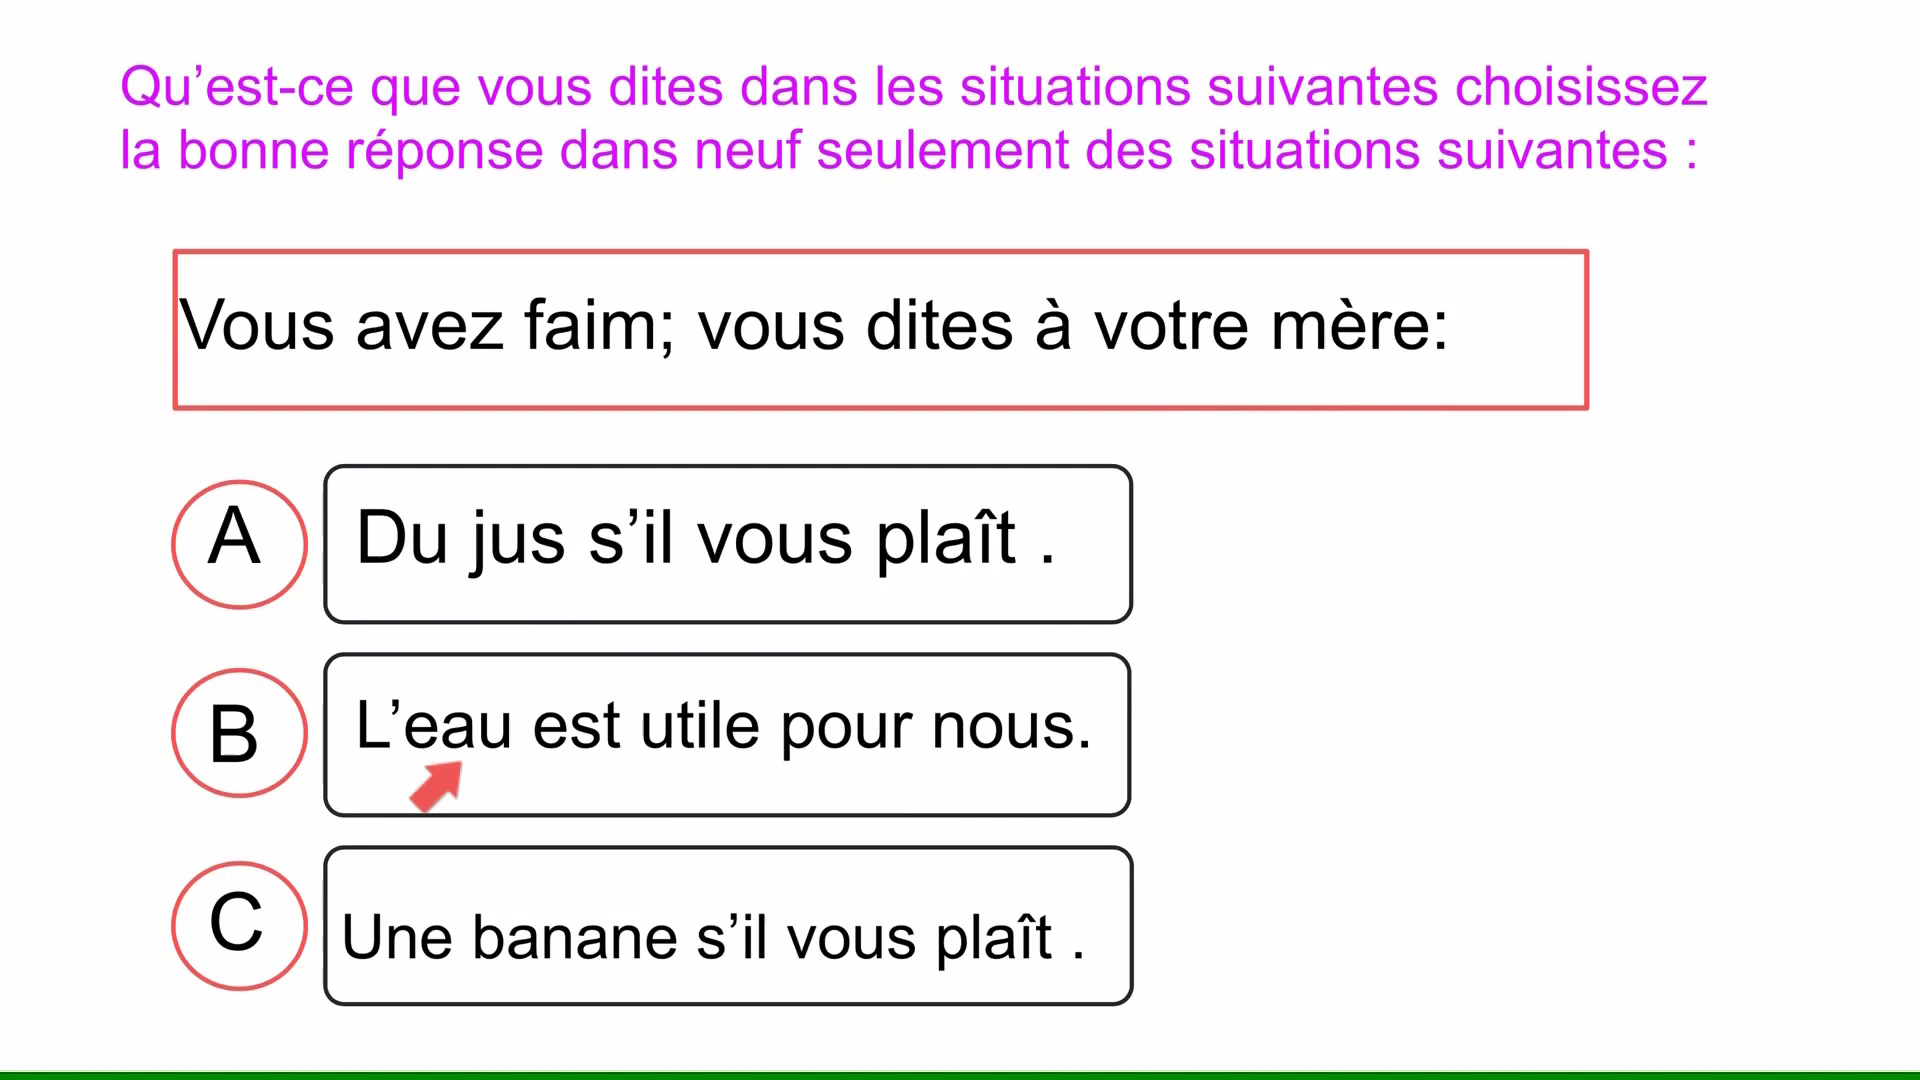 Qu’est-ce que vous dites dans les situations suivantes choisissez
la bonne réponse dans neuf seulement des situations suivantes :
Vous avez faim; vous dites à votre mère:
A
Du jus s’il vous plaît .
B
L’eau est utile pour nous.
C
Une banane s’il vous plaît .